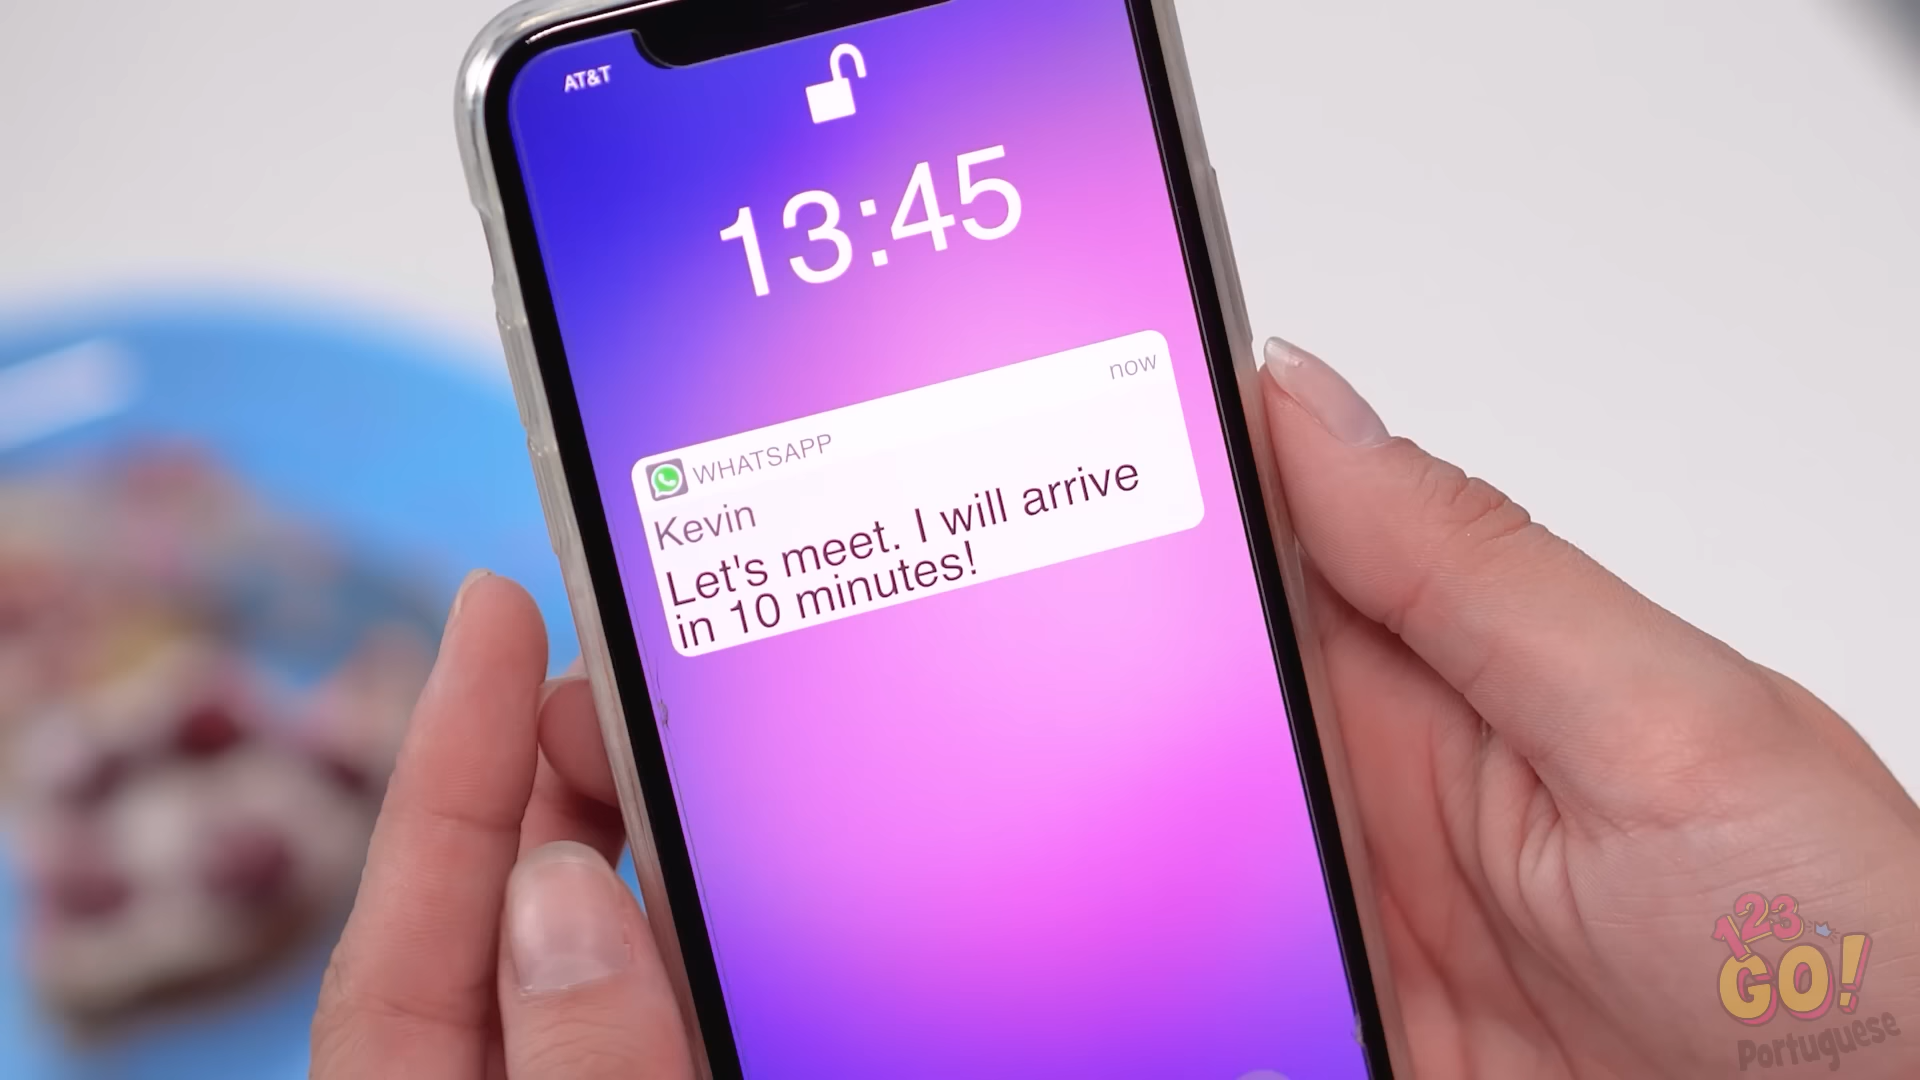 AT&T
13:45
now
WHATSAPP
Kevin
Let's meet. I will arrive
in 10 minutes!
123
GO!
Portuguese